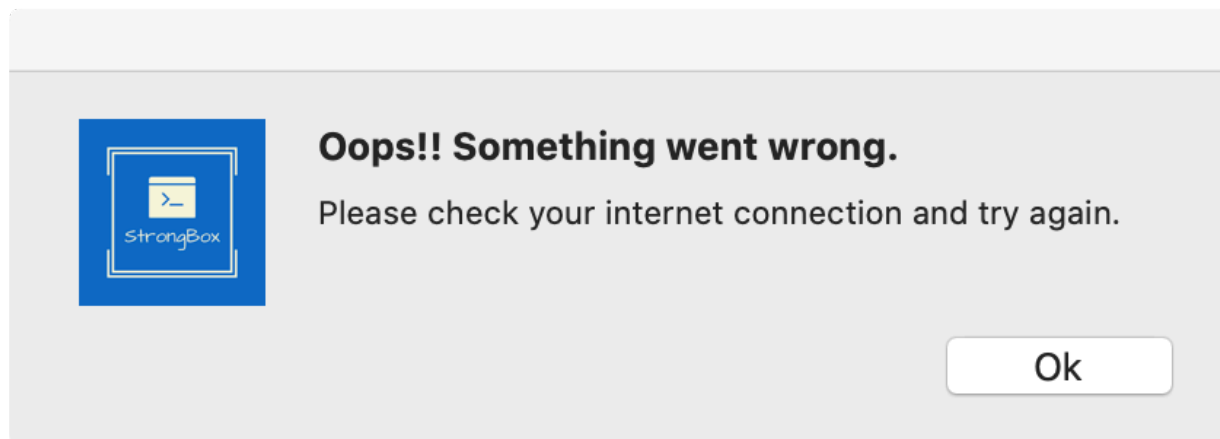 Oops!! Something went wrong.
>_
StrongBox
Please check your internet connection and try again.
Ok